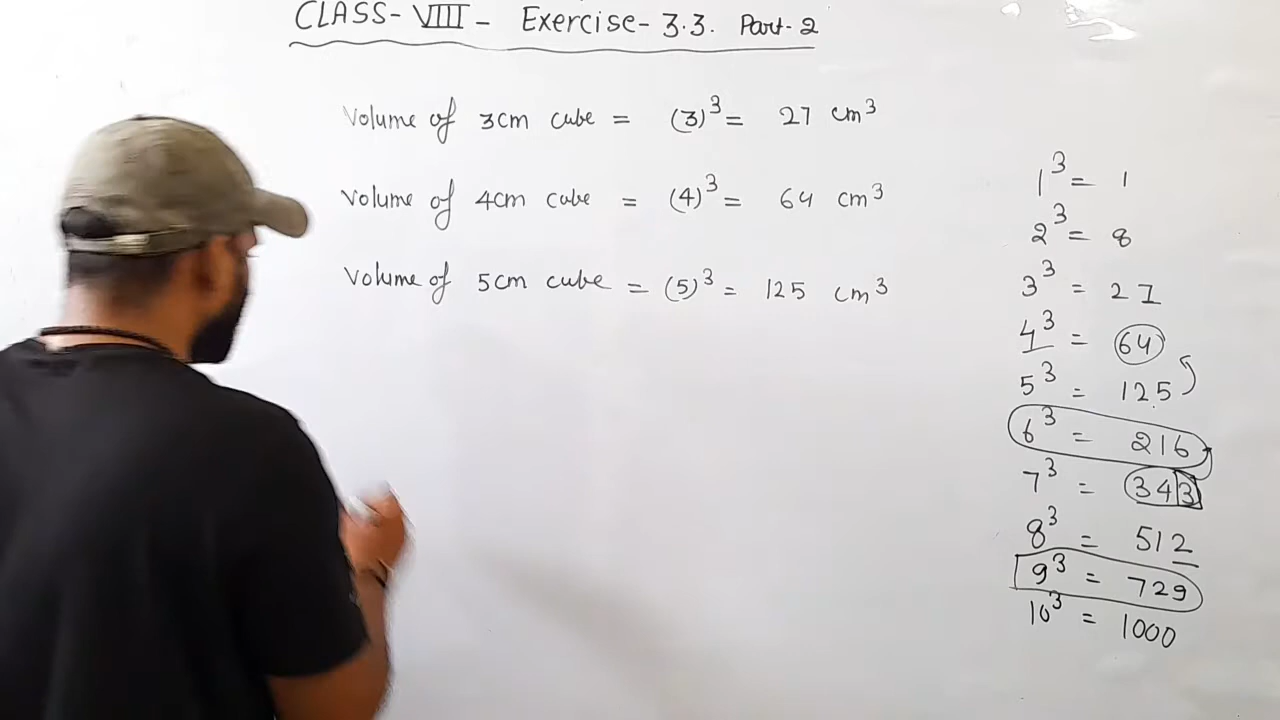 CLASS-VIII- Exercise-3.3. Part-2
Volume of 3cm cube = (3)³ = 27 cm³
Volume of 4cm cube = (4)³ = 64 cm³
Volume of 5cm cube = (5)³ = 125 cm³
1³ = 1
2³ = 8
3³ = 27
4³ = 64
5³ = 125
6³ = 216
7³ = 343
8³ = 512
9³ = 729
10³ = 1000